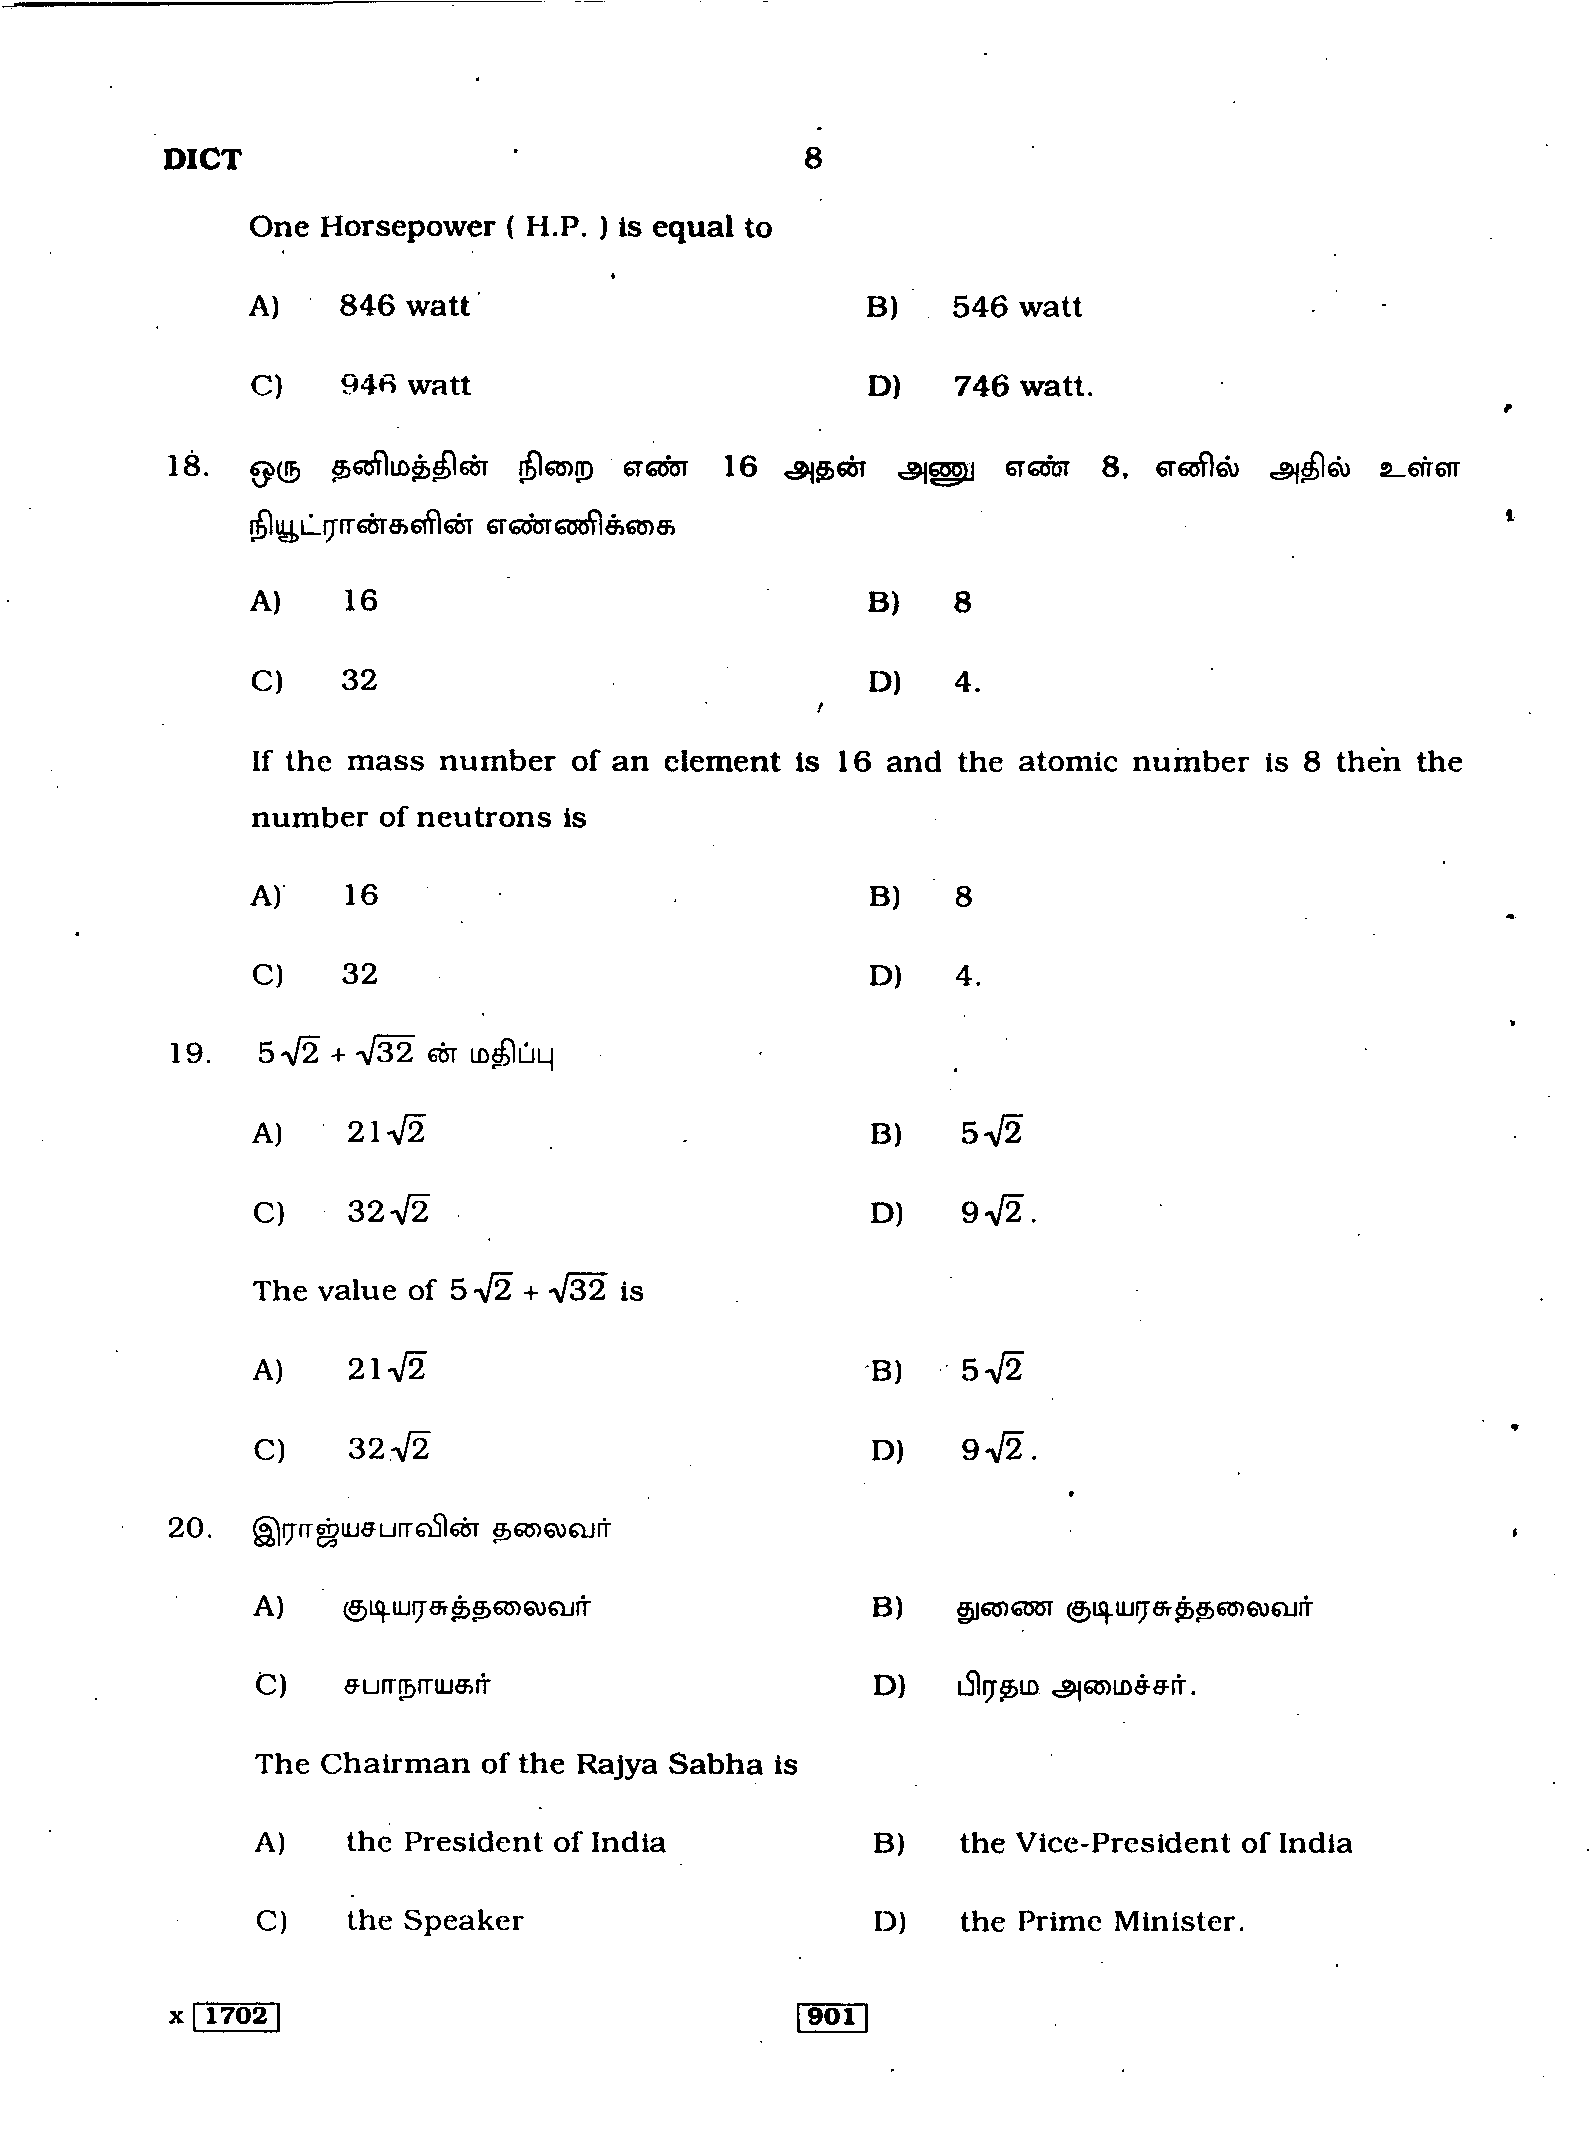 DICT 8
One Horsepower ( H.P. ) is equal to
A) 846 watt B) 546 watt
C) 946 watt D) 746 watt.
18. ஒரு தனிமத்தின் நிறை எண் 16 அதன் அணு எண் 8, எனில் அதில் உள்ள
நியூட்ரான்களின் எண்ணிக்கை
A) 16 B) 8
C) 32 D) 4.
If the mass number of an element is 16 and the atomic number is 8 then the
number of neutrons is
A) 16 B) 8
C) 32 D) 4.
19. 5√2 + √32 ன் மதிப்பு
A) 21√2 B) 5√2
C) 32√2 D) 9√2.
The value of 5√2 + √32 is
A) 21√2 B) 5√2
C) 32√2 D) 9√2.
20. இராஜ்யசபாவின் தலைவர்
A) குடியரசுத்தலைவர் B) துணை குடியரசுத்தலைவர்
C) சபாநாயகர் D) பிரதம அமைச்சர்.
The Chairman of the Rajya Sabha is
A) the President of India B) the Vice-President of India
C) the Speaker D) the Prime Minister.
x 1702 901